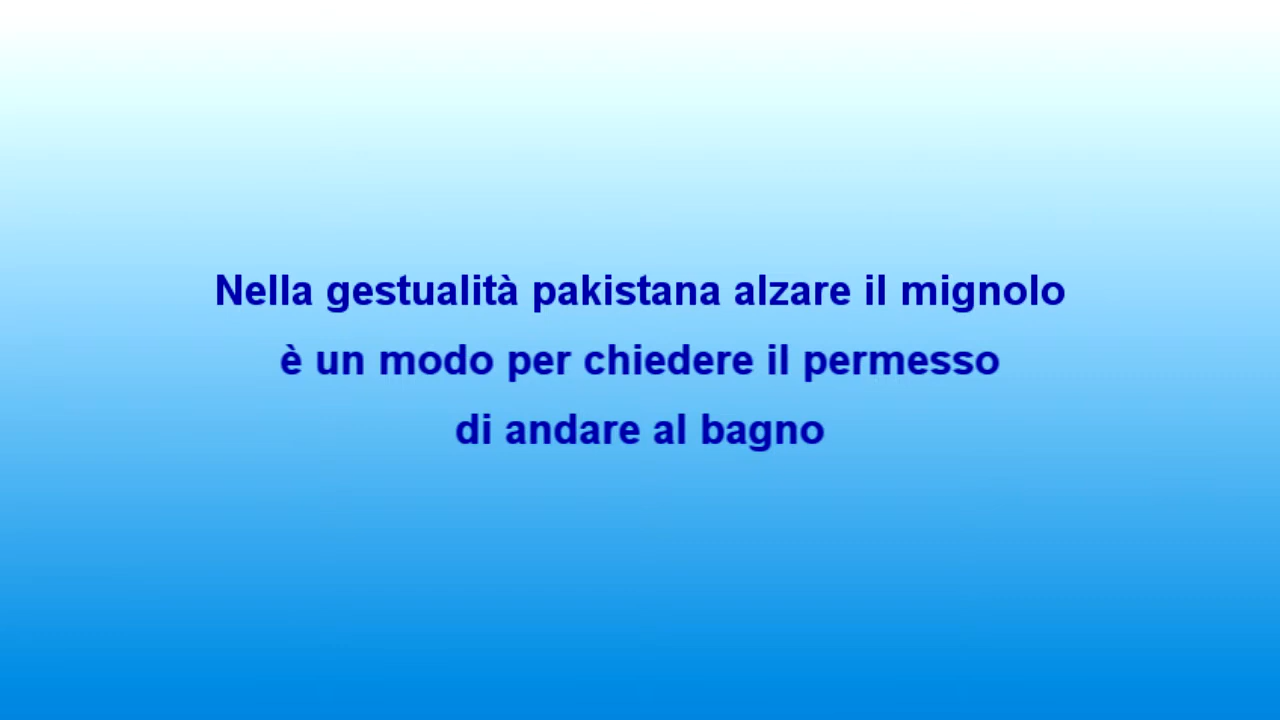 Nella gestualità pakistana alzare il mignolo
è un modo per chiedere il permesso
di andare al bagno